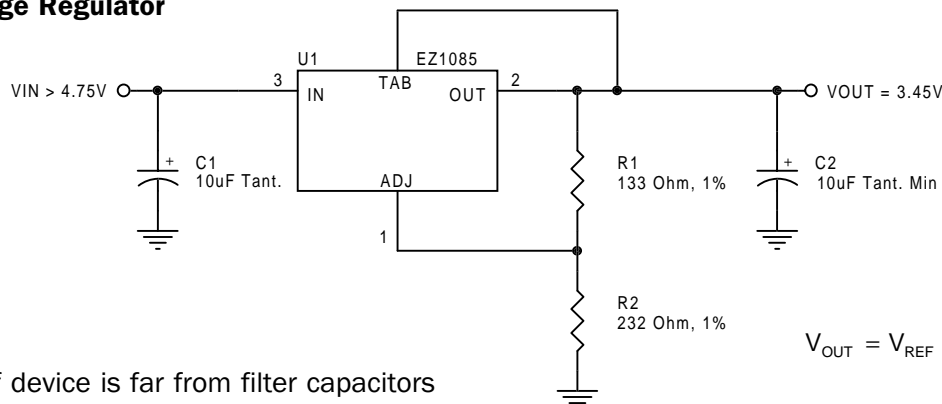 ge Regulator
U1 EZ1085
VIN > 4.75V 3 IN TAB OUT 2 VOUT = 3.45V
+ C1
10uF Tant.
ADJ
1
R1
133 Ohm, 1%
+ C2
10uF Tant. Min
R2
232 Ohm, 1%
VOUT = VREF
f device is far from filter capacitors